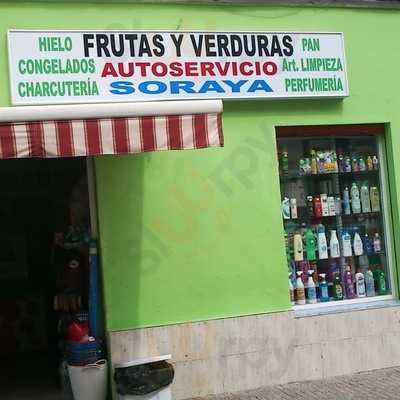 HIELO FRUTAS Y VERDURAS PAN
CONGELADOS AUTOSERVICIO Art. LIMPIEZA
CHARCUTERÍA SORAYA PERFUMERÍA